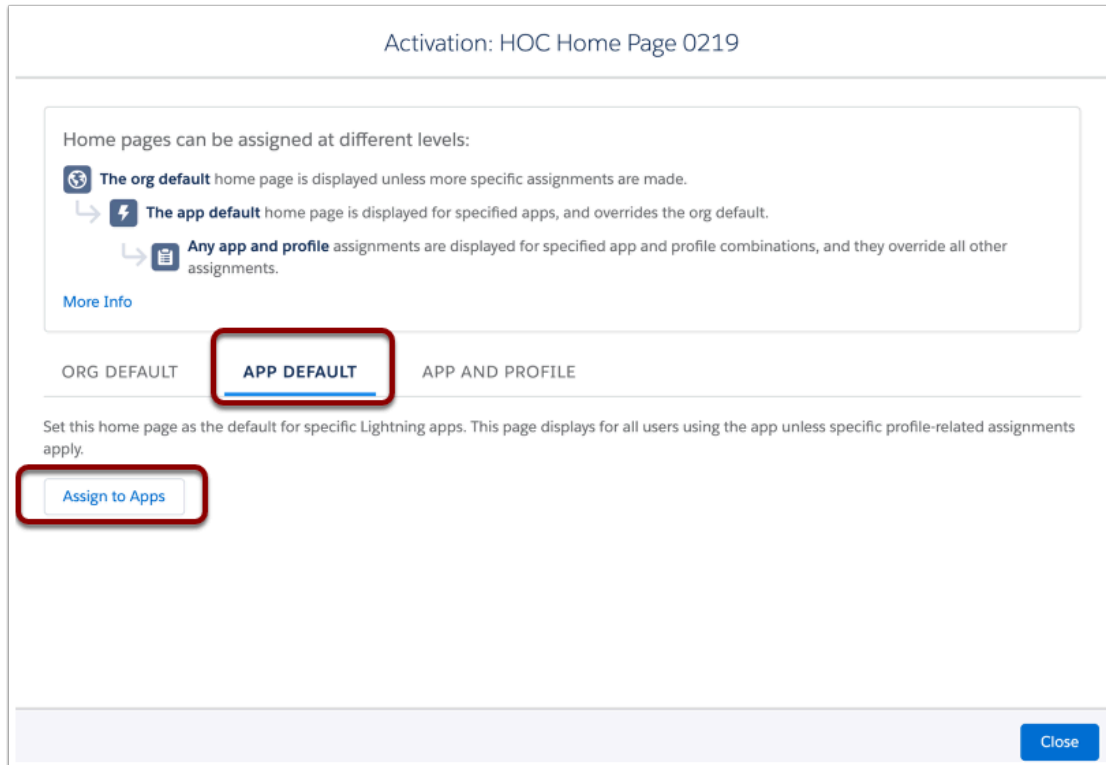 Activation: HOC Home Page 0219
Home pages can be assigned at different levels:
The org default home page is displayed unless more specific assignments are made.
The app default home page is displayed for specified apps, and overrides the org default.
Any app and profile assignments are displayed for specified app and profile combinations, and they override all other
assignments.
More Info
ORG DEFAULT
APP DEFAULT
APP AND PROFILE
Set this home page as the default for specific Lightning apps. This page displays for all users using the app unless specific profile-related assignments
apply.
Assign to Apps
Close